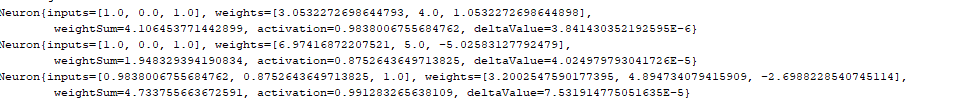 Neuron{inputs=[1.0, 0.0, 1.0], weights=[3.0532272698644793, 4.0, 1.0532272698644898],
weightSum=4.106453771442899, activation=0.9838006755684762, deltaValue=3.841430352192595E-6}
Neuron{inputs=[1.0, 0.0, 1.0], weights=[6.97416872207521, 5.0, -5.02583127792479],
weightSum=1.948329394190834, activation=0.8752643649713825, deltaValue=4.024979793041726E-5}
Neuron{inputs=[0.9838006755684762, 0.8752643649713825, 1.0], weights=[3.2002547590177395, 4.894734079415909, -2.6988228540745114],
weightSum=4.733755663672591, activation=0.991283265638109, deltaValue=7.531914775051635E-5}